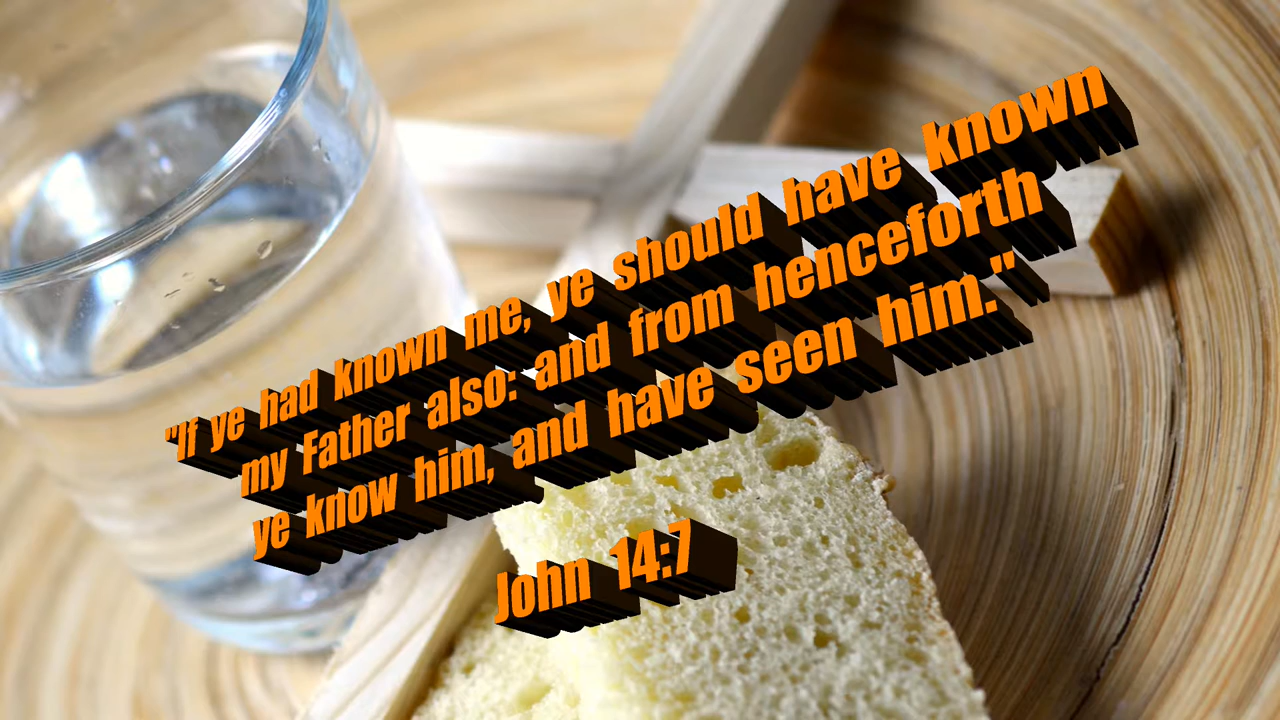 "If ye had known me, ye should have known
my Father also: and from henceforth
ye know him, and have seen him."
John 14:7